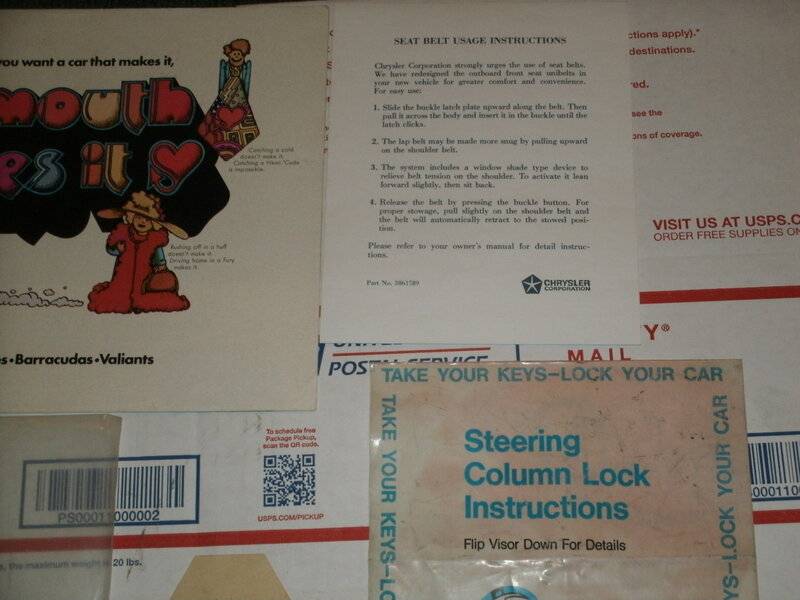 you want a car that makes it,
mouth
es it
Catching a cold
doesn't make it.
Catching a Hemi 'Cuda
is impossible.
Rushing off in a huff
doesn't make it.
Driving home in a Fury
makes it.
s•Barracudas•Valiants
SEAT BELT USAGE INSTRUCTIONS
Chrysler Corporation strongly urges the use of seat belts.
We have redesigned the outboard front seat unibelts in
your new vehicle for greater comfort and convenience.
For easy use:
1. Slide the buckle latch plate upward along the belt. Then
pull it across the body and insert it in the buckle until the
latch clicks.
2. The lap belt may be made more snug by pulling upward
on the shoulder belt.
3. The system includes a window shade type device to
relieve belt tension on the shoulder. To activate it lean
forward slightly, then sit back.
4. Release the belt by pressing the buckle button. For
proper stowage, pull slightly on the shoulder belt and
the belt will automatically retract to the stowed posi-
tion.
Please refer to your owner's manual for detail instruc-
tions.
Part No. 3861789
CHRYSLER
CORPORATION
ctions apply).*
destinations.
ed.
see the
ons of coverage.
VISIT US AT USPS.C
ORDER FREE SUPPLIES ON
Y®
MAIL
POSTAL SERVICE
To schedule free
Package Pickup,
scan the QR code.
USPS.COM/PICKUP
PS00011000002
the maximum weight is 20 lbs.
TAKE YOUR KEYS–LOCK YOUR CAR
TAKE YOUR KEYS–LO
Steering
Column Lock
Instructions
Flip Visor Down For Details
YS–LOCK YOUR CAR
00011000